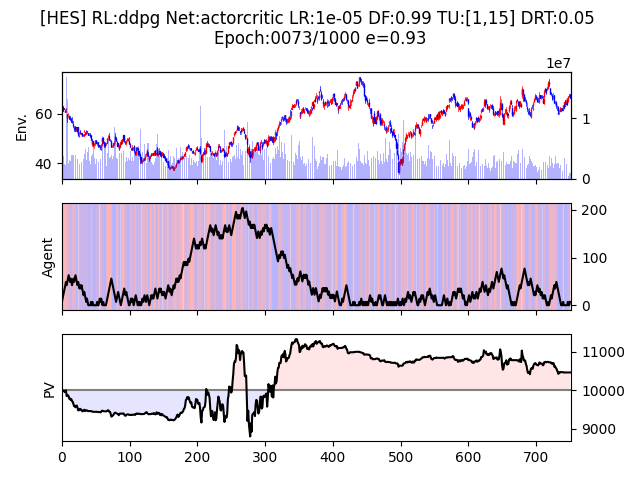 [HES] RL:ddpg Net:actorcritic LR:1e-05 DF:0.99 TU:[1,15] DRT:0.05
Epoch:0073/1000 e=0.93
1e7
Env.
60
40
1
0
Agent
200
100
0
PV
11000
10000
9000
0 100 200 300 400 500 600 700